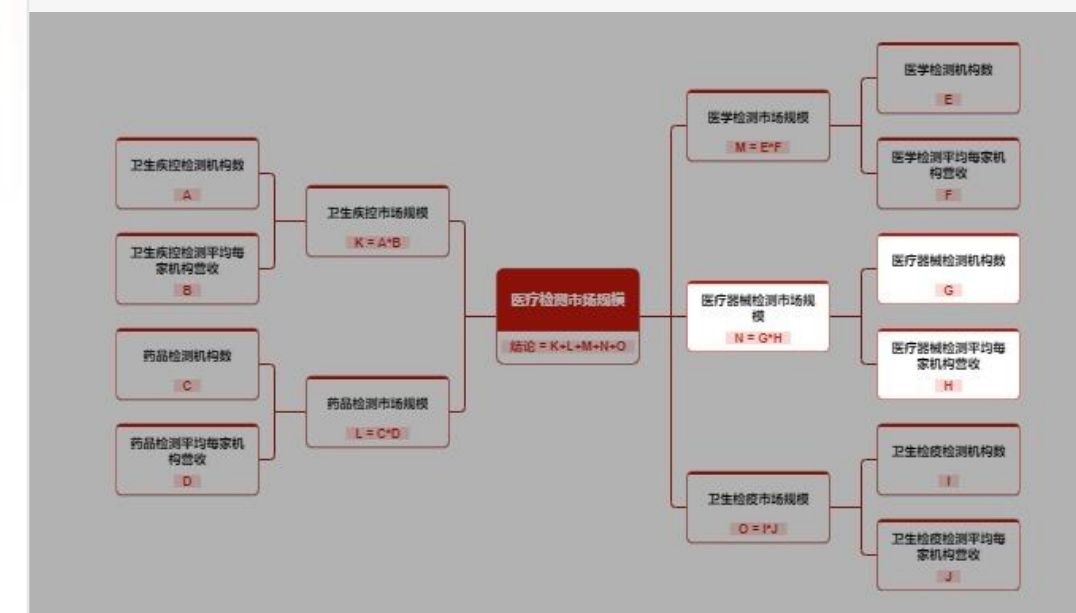 卫生疾控检测机构数
A
卫生疾控检测平均每
家机构营收
B
卫生疾控市场规模
K = A*B
药品检测机构数
C
药品检测平均每家机
构营收
D
药品检测市场规模
L = C*D
医疗检测市场规模
结论 = K+L+M+N+O
医学检测市场规模
M = E*F
医学检测机构数
E
医学检测平均每家机
构营收
F
医疗器械检测市场规
模
N = G*H
医疗器械检测机构数
G
医疗器械检测平均每
家机构营收
H
卫生检疫市场规模
O = I*J
卫生检疫检测机构数
I
卫生检疫检测平均每
家机构营收
J